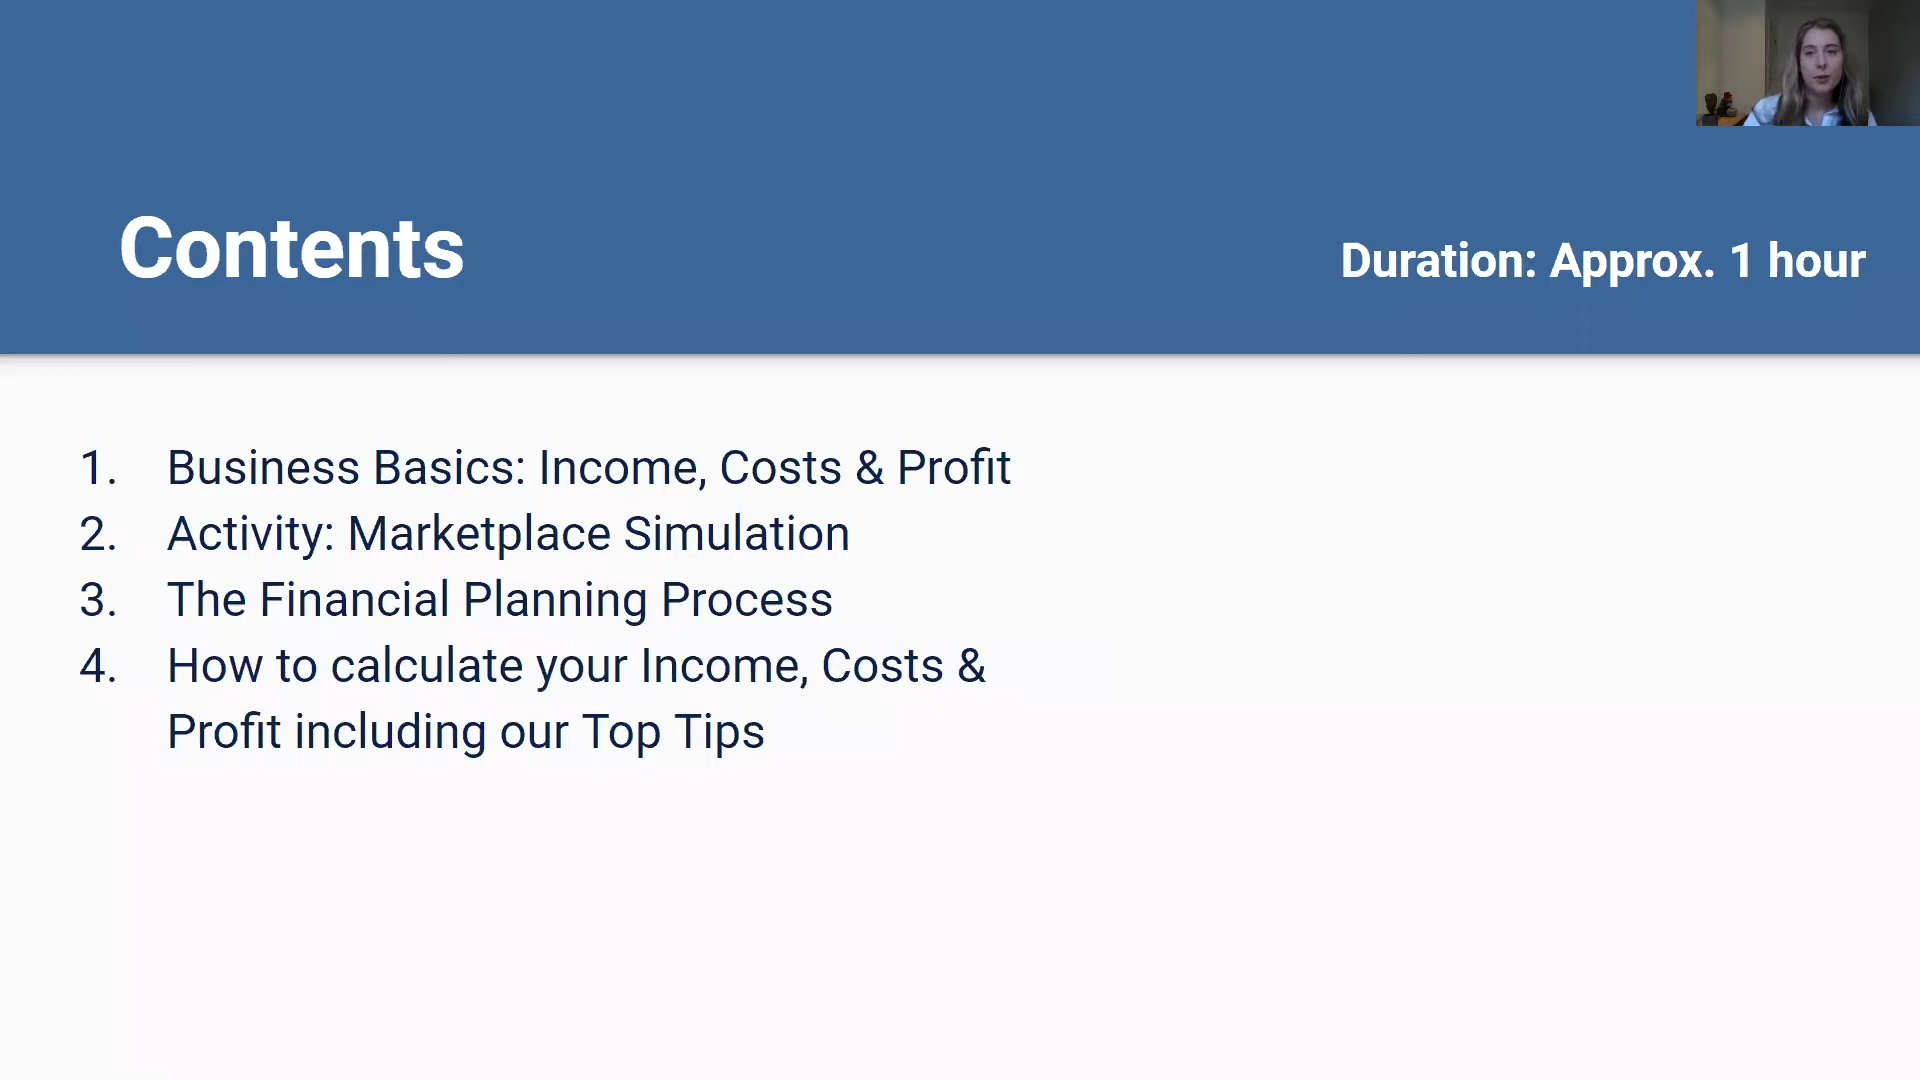 Contents
Duration: Approx. 1 hour
1. Business Basics: Income, Costs & Profit
2. Activity: Marketplace Simulation
3. The Financial Planning Process
4. How to calculate your Income, Costs &
Profit including our Top Tips